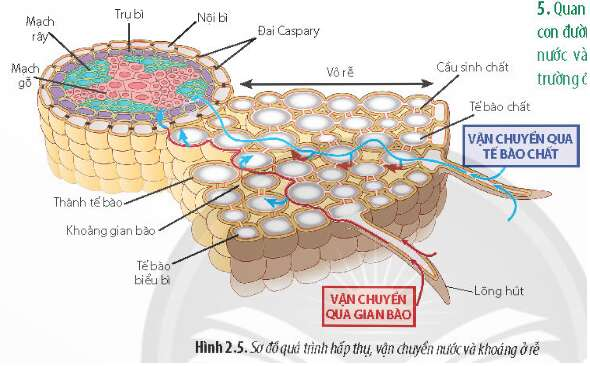 Mạch rây
Trụ bì
Nội bì
Đai Caspary
Mạch gỗ
Vỏ rễ
Cầu sinh chất
Tế bào chất
VẬN CHUYỂN QUA TẾ BÀO CHẤT
Thành tế bào
Khoảng gian bào
Tế bào biểu bì
VẬN CHUYỂN QUA GIAN BÀO
Lông hút
Hình 2.5. Sơ đồ quá trình hấp thụ, vận chuyển nước và khoáng ở rễ
5. Quan
con đườ
nước và
trường